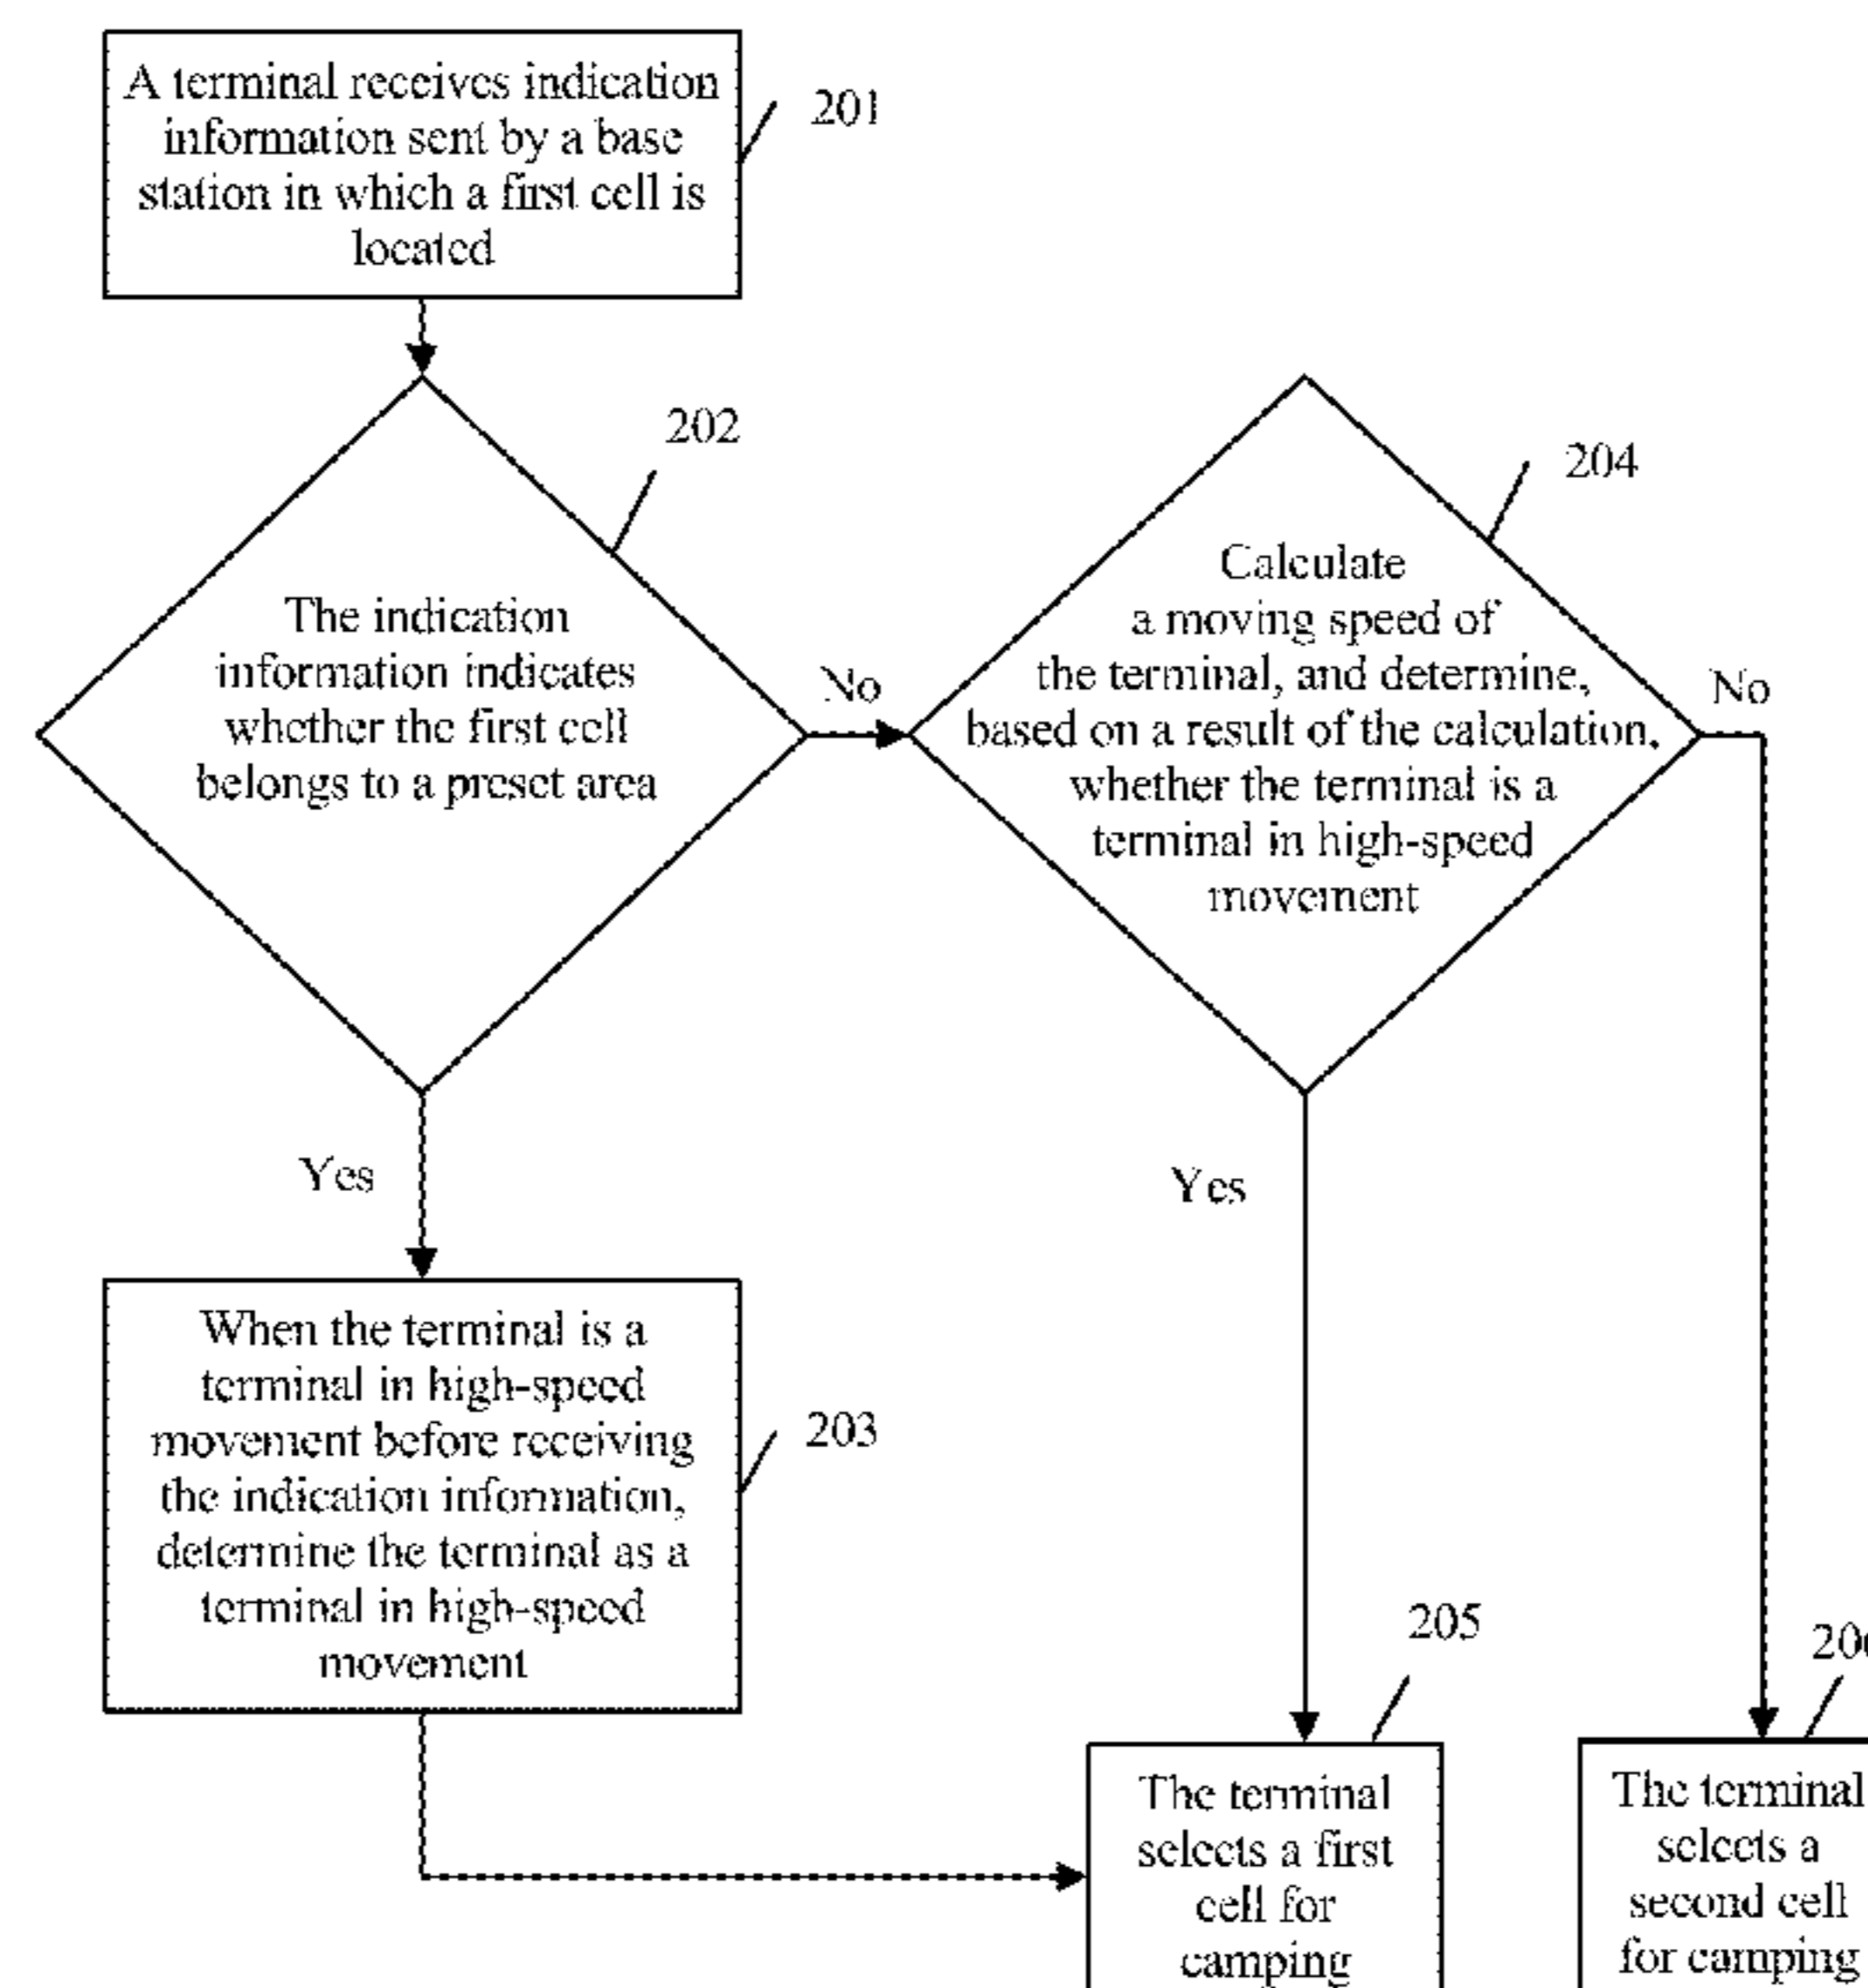 A terminal receives indication
information sent by a base
station in which a first cell is
located
201
202
The indication
information indicates
whether the first cell
belongs to a preset area
No
204
Calculate
a moving speed of
the terminal, and determine,
based on a result of the calculation,
whether the terminal is a
terminal in high-speed
movement
No
Yes
Yes
When the terminal is a
terminal in high-speed
movement before receiving
the indication information,
determine the terminal as a
terminal in high-speed
movement
203
205
The terminal
selects a first
cell for
camping
The terminal
selects a
second cell
for camping